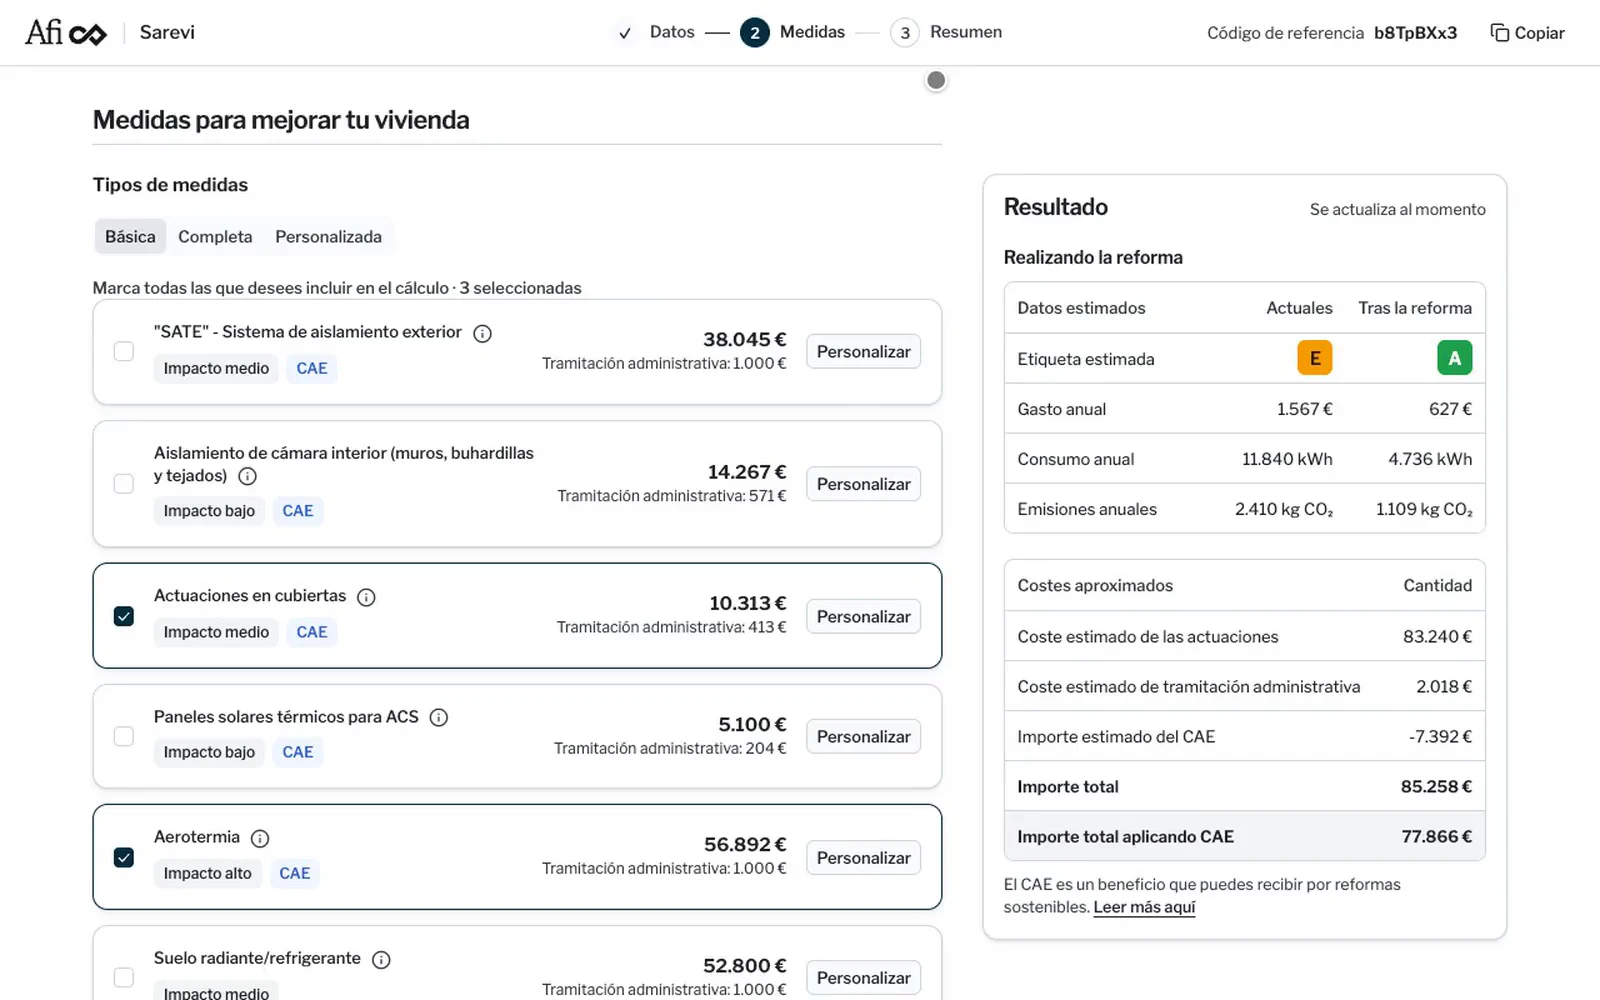 Afi
Sarevi
Datos
2
Medidas
3
Resumen
Código de referencia b8TpBXx3
Copiar
Medidas para mejorar tu vivienda
Tipos de medidas
Básica
Completa
Personalizada
Marca todas las que desees incluir en el cálculo · 3 seleccionadas
"SATE" - Sistema de aislamiento exterior
Impacto medio
CAE
38.045 €
Tramitación administrativa: 1.000 €
Personalizar
Aislamiento de cámara interior (muros, buhardillas
y tejados)
Impacto bajo
CAE
14.267 €
Tramitación administrativa: 571 €
Personalizar
Actuaciones en cubiertas
Impacto medio
CAE
10.313 €
Tramitación administrativa: 413 €
Personalizar
Paneles solares térmicos para ACS
Impacto bajo
CAE
5.100 €
Tramitación administrativa: 204 €
Personalizar
Aerotermia
Impacto alto
CAE
56.892 €
Tramitación administrativa: 1.000 €
Personalizar
Suelo radiante/refrigerante
Impacto medio
52.800 €
Tramitación administrativa: 1.000 €
Personalizar
Resultado
Se actualiza al momento
Realizando la reforma
Datos estimados Actuales Tras la reforma
Etiqueta estimada E A
Gasto anual 1.567 € 627 €
Consumo anual 11.840 kWh 4.736 kWh
Emisiones anuales 2.410 kg CO₂ 1.109 kg CO₂
Costes aproximados Cantidad
Coste estimado de las actuaciones 83.240 €
Coste estimado de tramitación administrativa 2.018 €
Importe estimado del CAE -7.392 €
Importe total 85.258 €
Importe total aplicando CAE 77.866 €
El CAE es un beneficio que puedes recibir por reformas
sostenibles. Leer más aquí